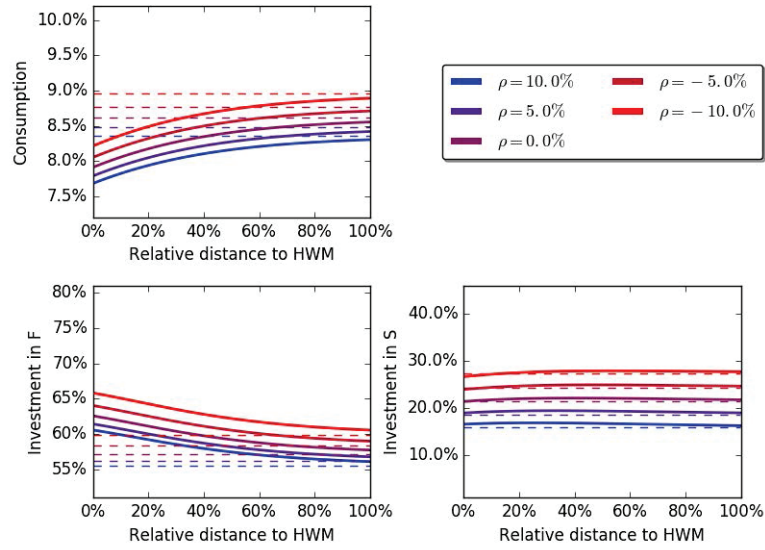 10.0%
9.5%
9.0%
8.5%
8.0%
7.5%
Consumption
0% 20% 40% 60% 80% 100%
Relative distance to HWM
ρ = 10.0%
ρ = 5.0%
ρ = 0.0%
ρ = −5.0%
ρ = −10.0%
80%
75%
70%
65%
60%
55%
Investment in F
0% 20% 40% 60% 80% 100%
Relative distance to HWM
40.0%
30.0%
20.0%
10.0%
Investment in S
0% 20% 40% 60% 80% 100%
Relative distance to HWM